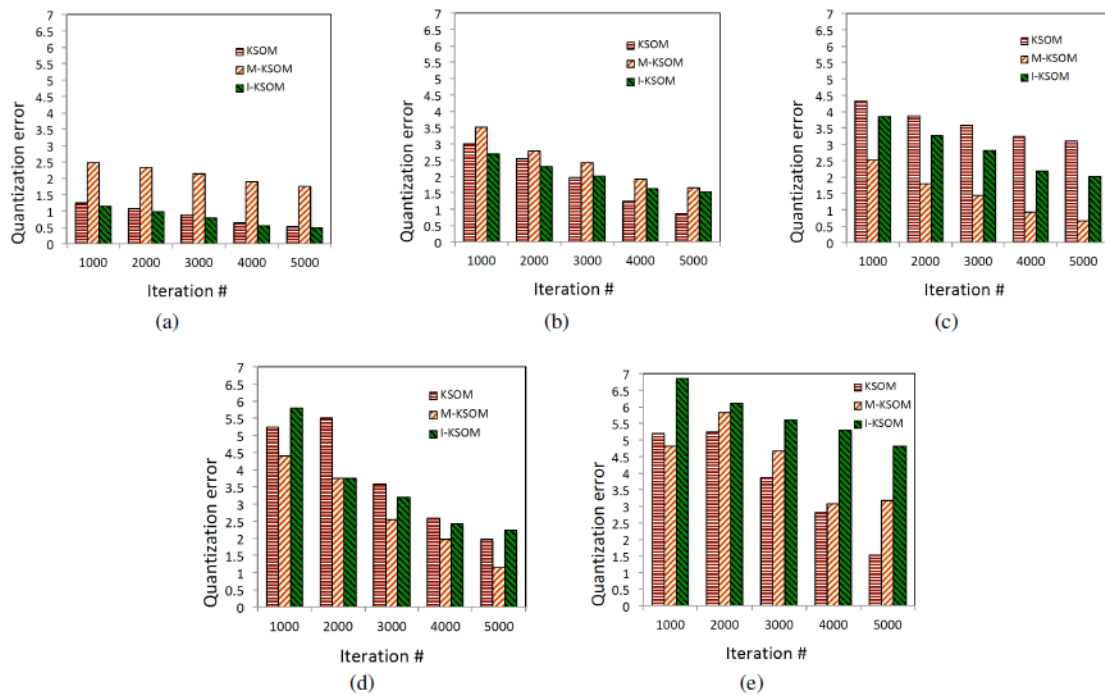 7
6.5
6
5.5
5
4.5
4
3.5
3
2.5
2
1.5
1
0.5
0
Quantization error
KSOM
M-KSOM
I-KSOM
1000 2000 3000 4000 5000
Iteration #
(a)
7
6.5
6
5.5
5
4.5
4
3.5
3
2.5
2
1.5
1
0.5
0
Quantization error
KSOM
M-KSOM
I-KSOM
1000 2000 3000 4000 5000
Iteration #
(b)
7
6.5
6
5.5
5
4.5
4
3.5
3
2.5
2
1.5
1
0.5
0
Quantization error
KSOM
M-KSOM
I-KSOM
1000 2000 3000 4000 5000
Iteration #
(c)
7
6.5
6
5.5
5
4.5
4
3.5
3
2.5
2
1.5
1
0.5
0
Quantization error
KSOM
M-KSOM
I-KSOM
1000 2000 3000 4000 5000
Iteration #
(d)
7
6.5
6
5.5
5
4.5
4
3.5
3
2.5
2
1.5
1
0.5
0
Quantization error
KSOM
M-KSOM
I-KSOM
1000 2000 3000 4000 5000
Iteration #
(e)